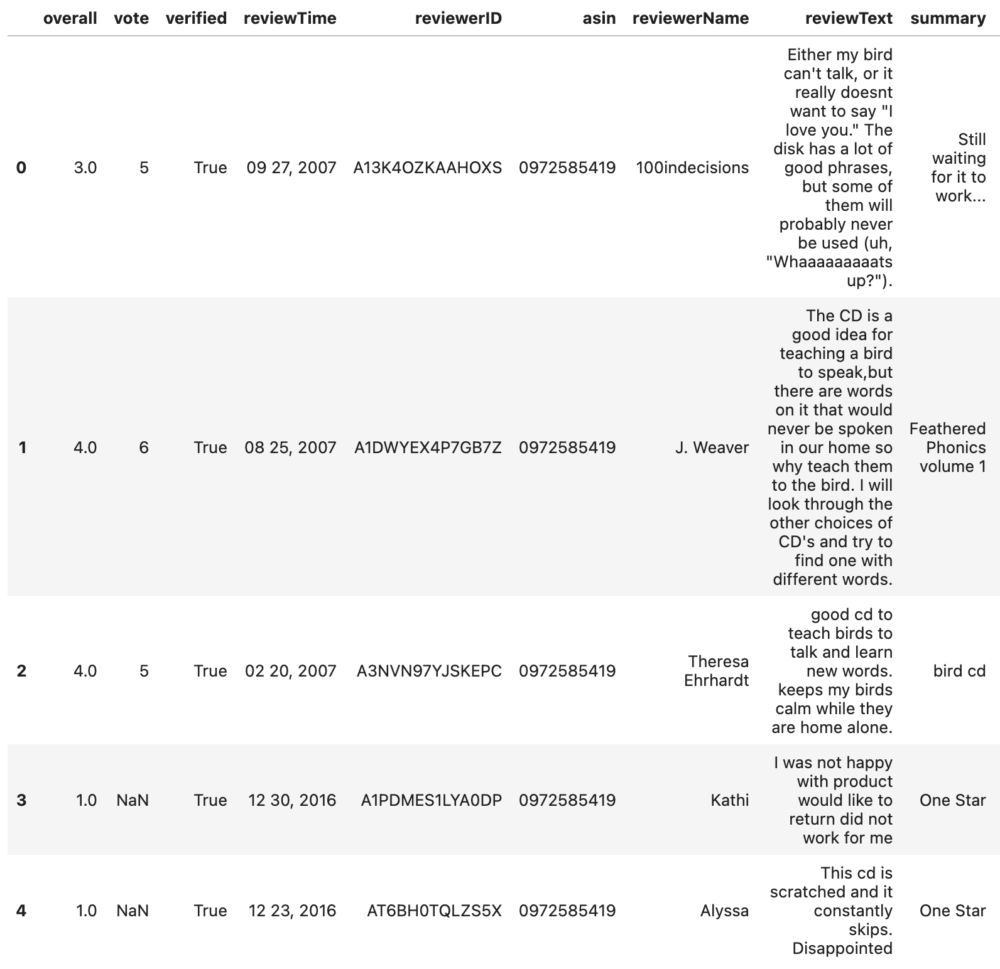 overall vote verified reviewTime reviewerID asin reviewerName reviewText summary
0 3.0 5 True 09 27, 2007 A13K4OZKAAHOXS 0972585419 100indecisions
Either my bird
can't talk, or it
really doesnt
want to say "I
love you." The
disk has a lot of
good phrases,
but some of
them will
probably never
be used (uh,
"Whaaaaaaaaats
up?").
Still
waiting
for it to
work...
1 4.0 6 True 08 25, 2007 A1DWYEX4P7GB7Z 0972585419 J. Weaver
The CD is a
good idea for
teaching a bird
to speak,but
there are words
on it that would
never be spoken
in our home so
why teach them
to the bird. I will
look through the
other choices of
CD's and try to
find one with
different words.
Feathered
Phonics
volume 1
2 4.0 5 True 02 20, 2007 A3NVN97YJSKEPC 0972585419
Theresa
Ehrhardt
good cd to
teach birds to
talk and learn
new words.
keeps my birds
calm while they
are home alone.
bird cd
3 1.0 NaN True 12 30, 2016 A1PDMES1LYA0DP 0972585419 Kathi
I was not happy
with product
would like to
return did not
work for me
One Star
4 1.0 NaN True 12 23, 2016 AT6BH0TQLZS5X 0972585419 Alyssa
This cd is
scratched and it
constantly
skips.
Disappointed
One Star